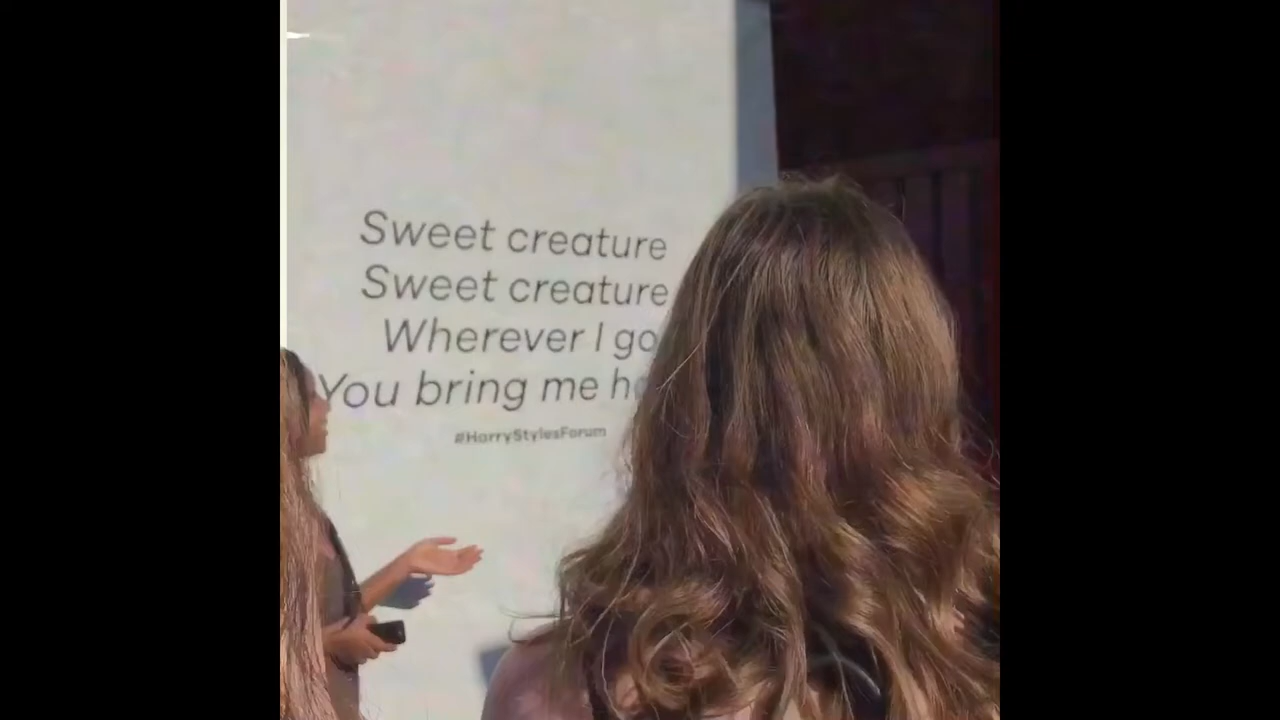 Sweet creature
Sweet creature
Wherever I go
You bring me
#HarryStylesForum